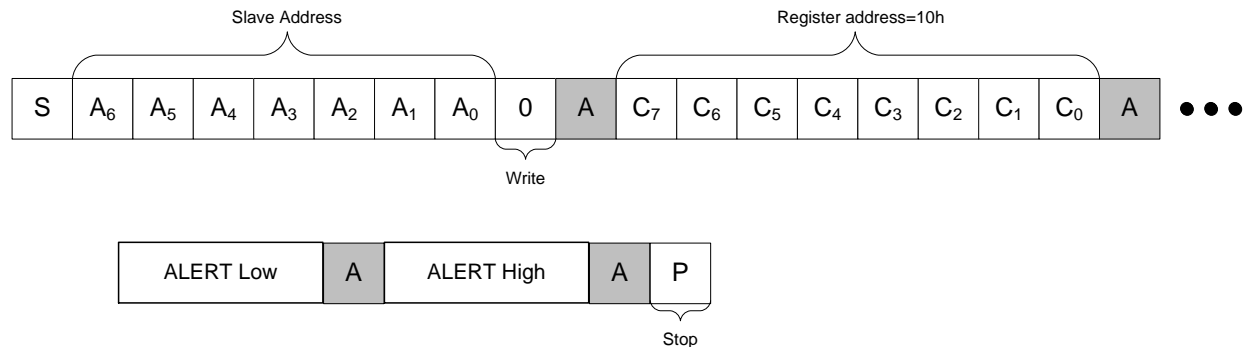 Slave Address Register address=10h
S A₆ A₅ A₄ A₃ A₂ A₁ A₀ 0 A C₇ C₆ C₅ C₄ C₃ C₂ C₁ C₀ A •••
Write
ALERT Low A ALERT High A P
Stop